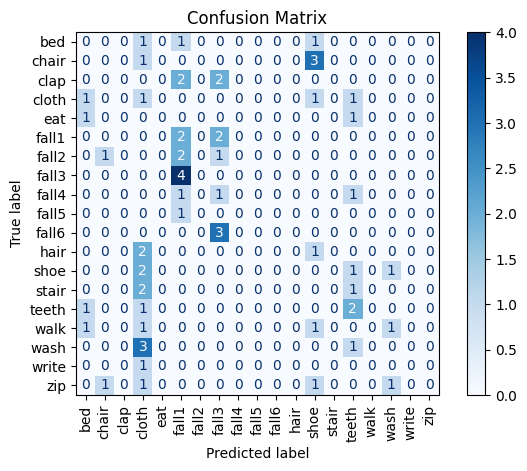 Confusion Matrix
True label
bed 0 0 0 1 0 1 0 0 0 0 0 0 1 0 0 0 0 0 0
chair 0 0 0 1 0 0 0 0 0 0 0 0 3 0 0 0 0 0 0
clap 0 0 0 0 0 2 0 2 0 0 0 0 0 0 0 0 0 0 0
cloth 1 0 0 1 0 0 0 0 0 0 0 0 1 0 1 0 0 0 0
eat 1 0 0 0 0 0 0 0 0 0 0 0 0 0 1 0 0 0 0
fall1 0 0 0 0 0 2 0 2 0 0 0 0 0 0 0 0 0 0 0
fall2 0 1 0 0 0 2 0 1 0 0 0 0 0 0 0 0 0 0 0
fall3 0 0 0 0 0 4 0 0 0 0 0 0 0 0 0 0 0 0 0
fall4 0 0 0 0 0 1 0 1 0 0 0 0 0 0 1 0 0 0 0
fall5 0 0 0 0 0 1 0 0 0 0 0 0 0 0 0 0 0 0 0
fall6 0 0 0 0 0 0 0 3 0 0 0 0 0 0 0 0 0 0 0
hair 0 0 0 2 0 0 0 0 0 0 0 0 1 0 0 0 0 0 0
shoe 0 0 0 2 0 0 0 0 0 0 0 0 0 0 1 0 1 0 0
stair 0 0 0 2 0 0 0 0 0 0 0 0 0 0 1 0 0 0 0
teeth 1 0 0 1 0 0 0 0 0 0 0 0 0 0 2 0 0 0 0
walk 1 0 0 1 0 0 0 0 0 0 0 0 1 0 0 0 1 0 0
wash 0 0 0 3 0 0 0 0 0 0 0 0 0 0 1 0 0 0 0
write 0 0 0 1 0 0 0 0 0 0 0 0 0 0 0 0 0 0 0
zip 0 1 0 1 0 0 0 0 0 0 0 0 1 0 0 0 1 0 0
bed chair clap cloth eat fall1 fall2 fall3 fall4 fall5 fall6 hair shoe stair teeth walk wash write zip
Predicted label
4.0
3.5
3.0
2.5
2.0
1.5
1.0
0.5
0.0